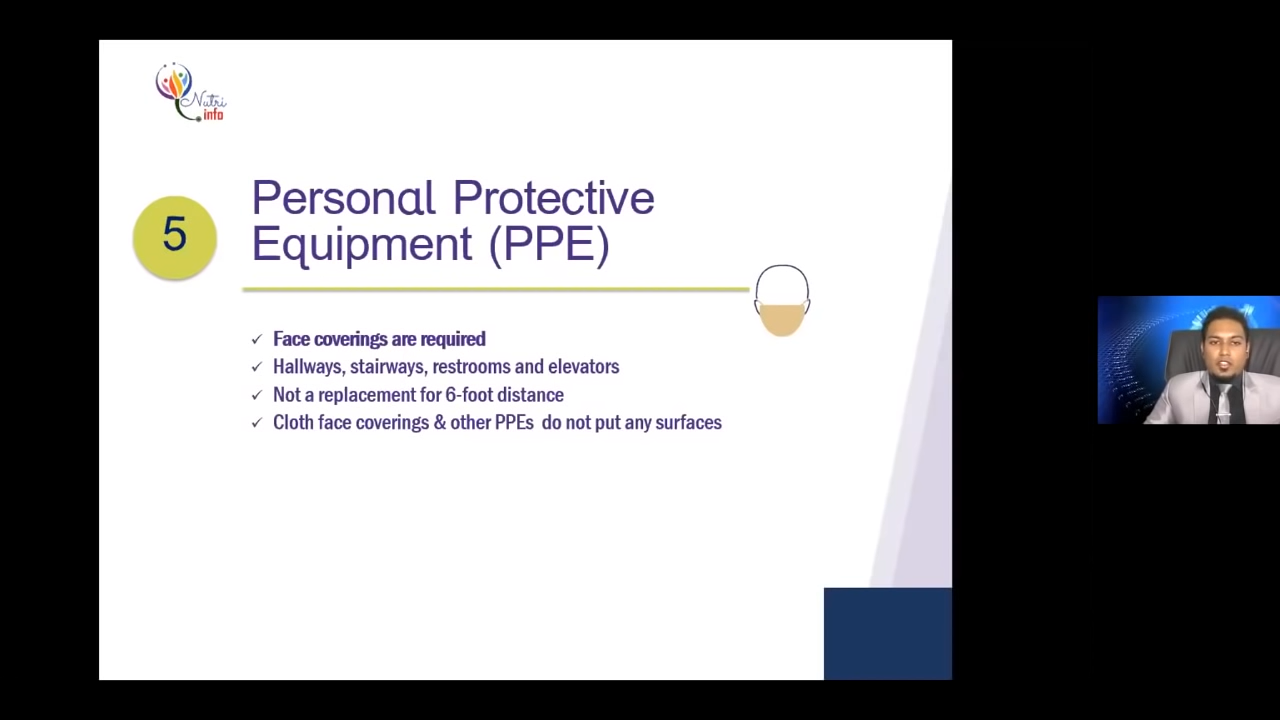 Nutri
info
5
Personal Protective
Equipment (PPE)
✓ Face coverings are required
✓ Hallways, stairways, restrooms and elevators
✓ Not a replacement for 6-foot distance
✓ Cloth face coverings & other PPEs  do not put any surfaces